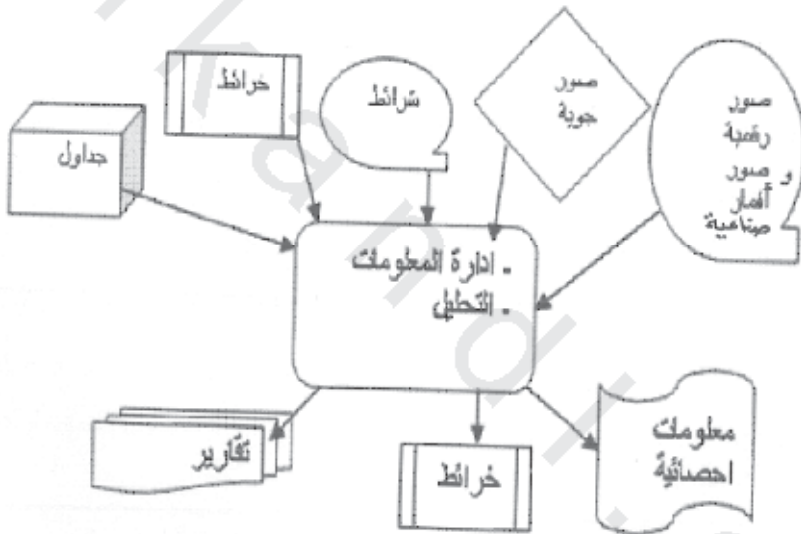 جداول
خرائط
شرائط
صور
جوية
صور
رقمية
و صور
أقمار
صناعية
- ادارة المعلومات
- التحليل
تقارير
خرائط
معلومات
احصائية